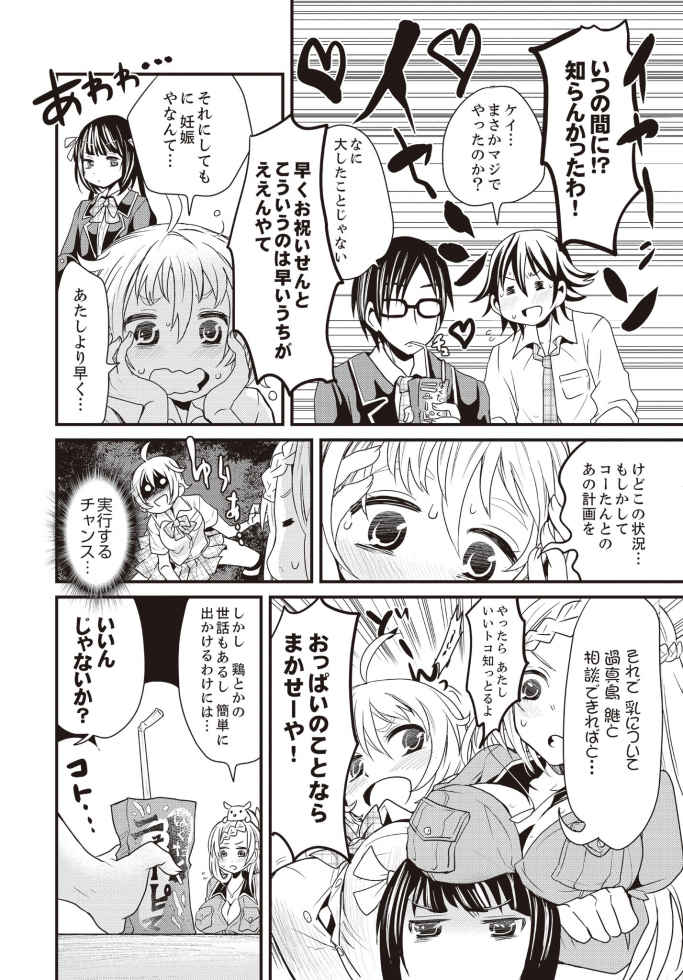 いつの間に!?
知らんかったわ!
ケイ…
まさかマジで
やったのか?
なに
大したことじゃない
早くお祝いせんと
こういうのは早いうちが
ええんやて
それにしても
に 妊娠
やなんて…
あわわ…
あたしより早く…
けどこの状況…
もしかして
コーたんとの
あの計画を
実行する
チャンス…
それで 乳について
過真島 継と
相談できればと…
やったら あたし
いいトコ知っとるよ
おっぱいのことなら
まかせーや!
しかし 鶏とかの
世話もあるし 簡単に
出かけるわけには…
いいん
じゃないか?
コト…